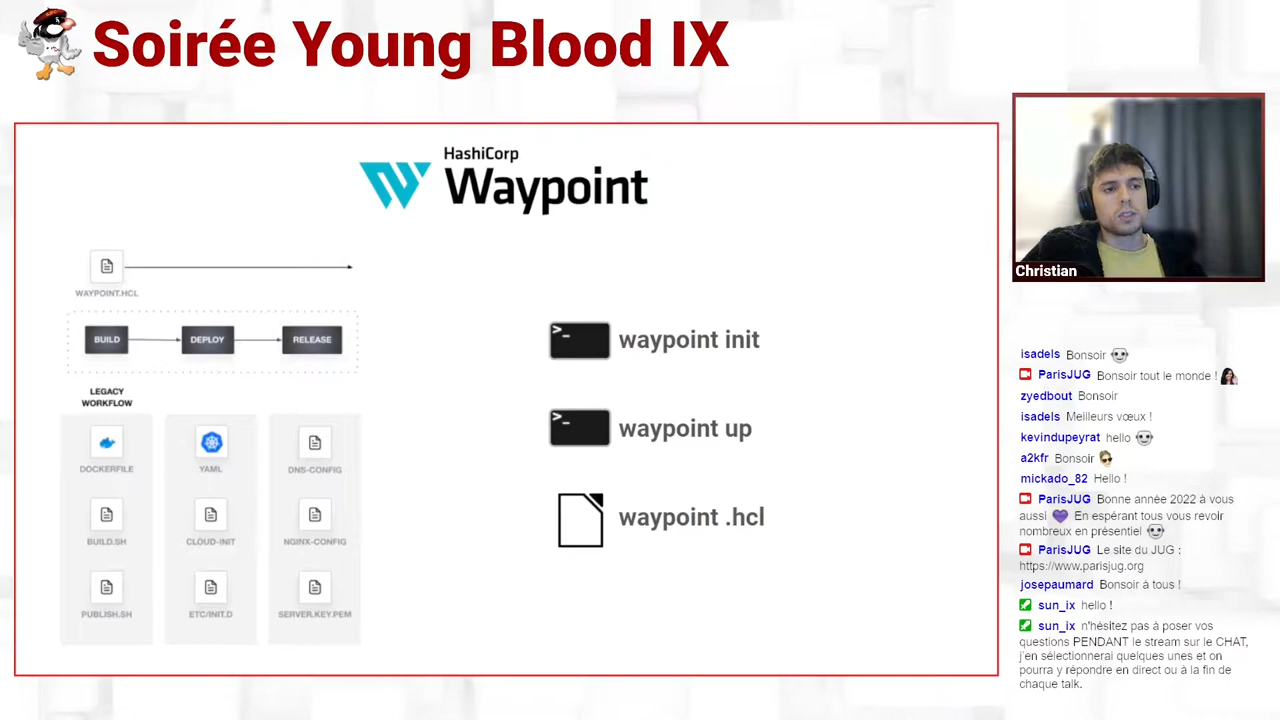 Soirée Young Blood IX
HashiCorp
Waypoint
WAYPOINT.HCL
BUILD
DEPLOY
RELEASE
LEGACY
WORKFLOW
DOCKERFILE
YAML
DNS-CONFIG
BUILD.SH
CLOUD-INIT
NGINX-CONFIG
PUBLISH.SH
ETC/INIT.D
SERVER.KEY.PEM
>_ waypoint init
>_ waypoint up
waypoint .hcl
Christian
isadels Bonsoir
ParisJUG Bonsoir tout le monde !
zyedbout Bonsoir
isadels Meilleurs vœux !
kevindupeyrat hello
a2kfr Bonsoir
mickado_82 Hello !
ParisJUG Bonne année 2022 à vous
aussi En espérant tous vous revoir
nombreux en présentiel
ParisJUG Le site du JUG :
https://www.parisjug.org
josepaumard Bonsoir à tous !
sun_ix hello !
sun_ix n'hésitez pas à poser vos
questions PENDANT le stream sur le CHAT,
j'en sélectionnerai quelques unes et on
pourra y répondre en direct ou à la fin de
chaque talk.